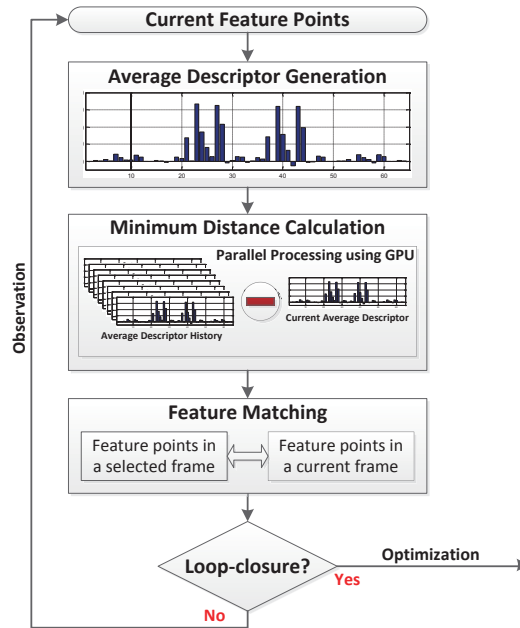 Current Feature Points
Average Descriptor Generation
10 20 30 40 50 60
Minimum Distance Calculation
Parallel Processing using GPU
Average Descriptor History
Current Average Descriptor
Feature Matching
Feature points in
a selected frame
Feature points in
a current frame
Loop-closure?
Yes
Optimization
No
Observation